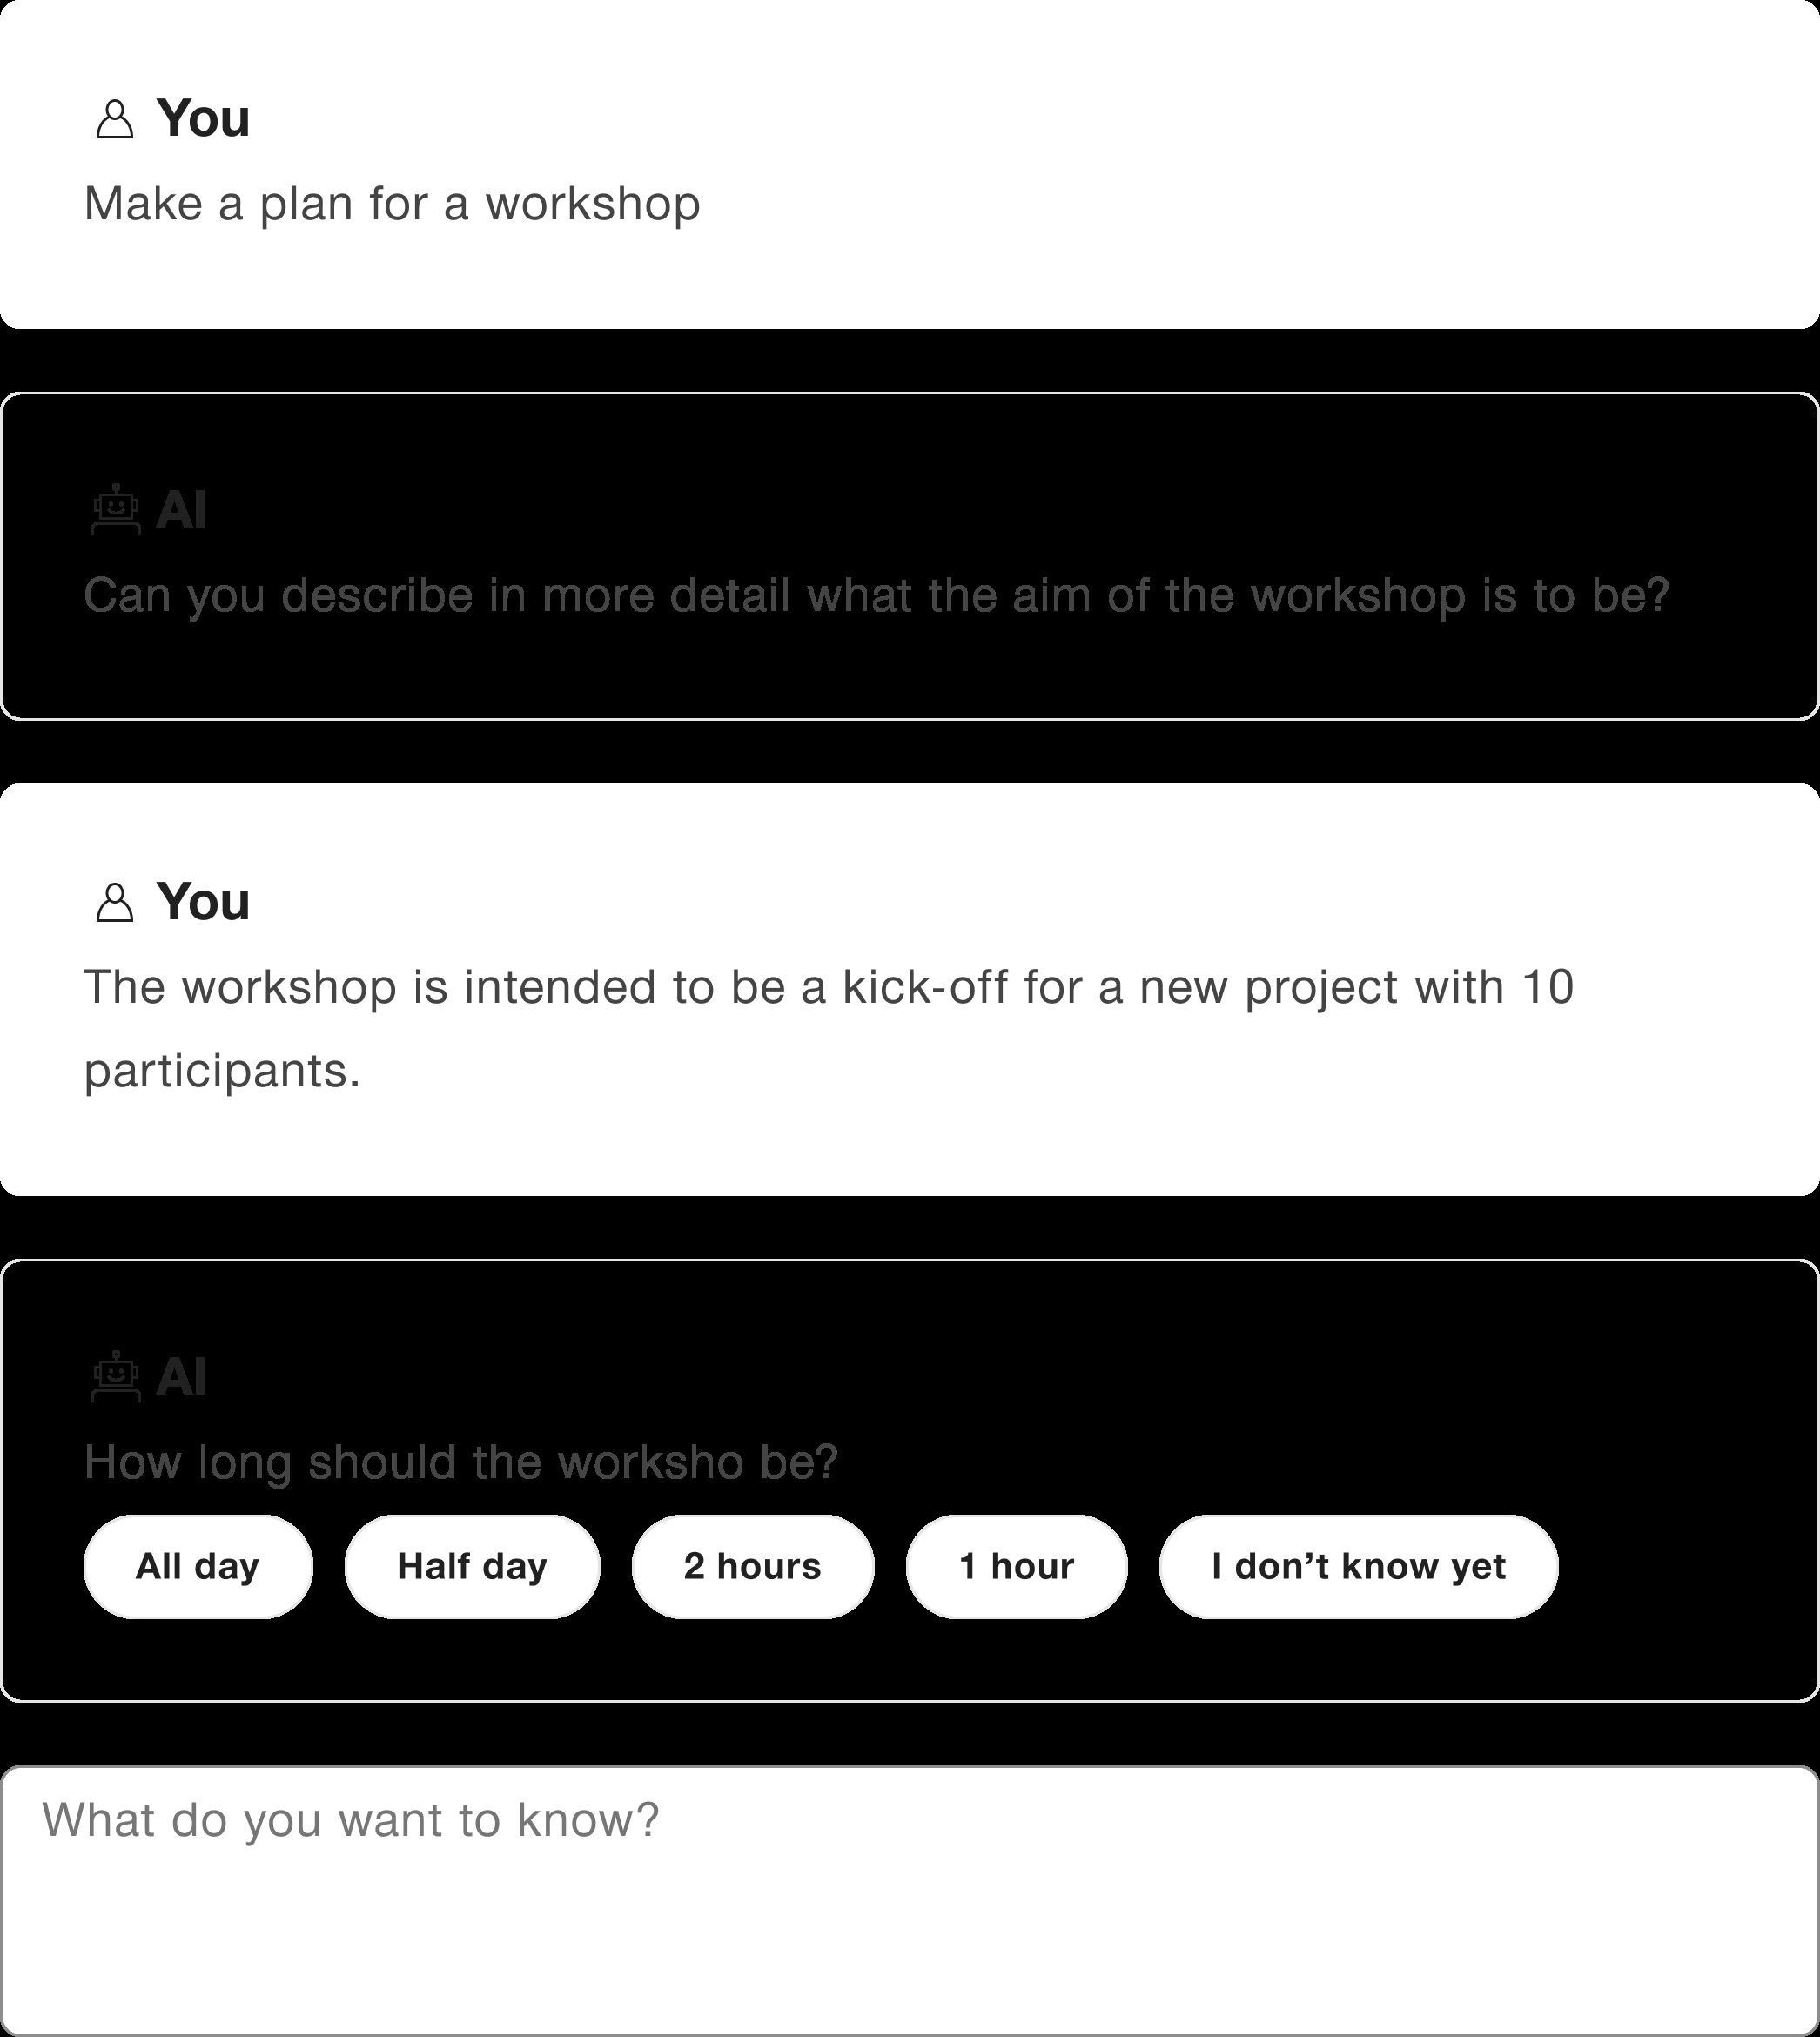 You
Make a plan for a workshop
AI
Can you describe in more detail what the aim of the workshop is to be?
You
The workshop is intended to be a kick-off for a new project with 10
participants.
AI
How long should the worksho be?
All day Half day 2 hours 1 hour I don’t know yet
What do you want to know?